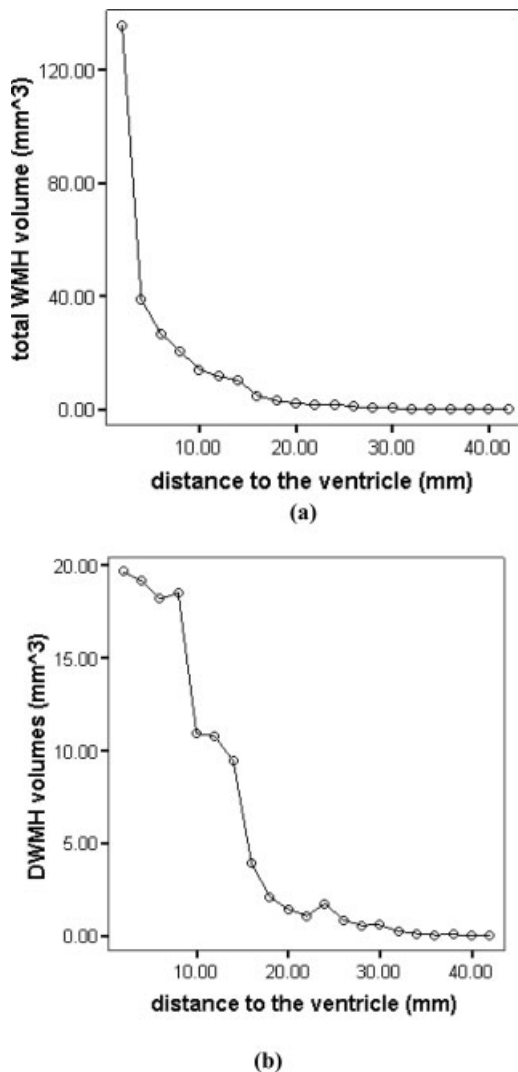 120.00
80.00
40.00
0.00
total WMH volume (mm^3)
10.00 20.00 30.00 40.00
distance to the ventricle (mm)
(a)
20.00
15.00
10.00
5.00
0.00
DWMH volumes (mm^3)
10.00 20.00 30.00 40.00
distance to the ventricle (mm)
(b)